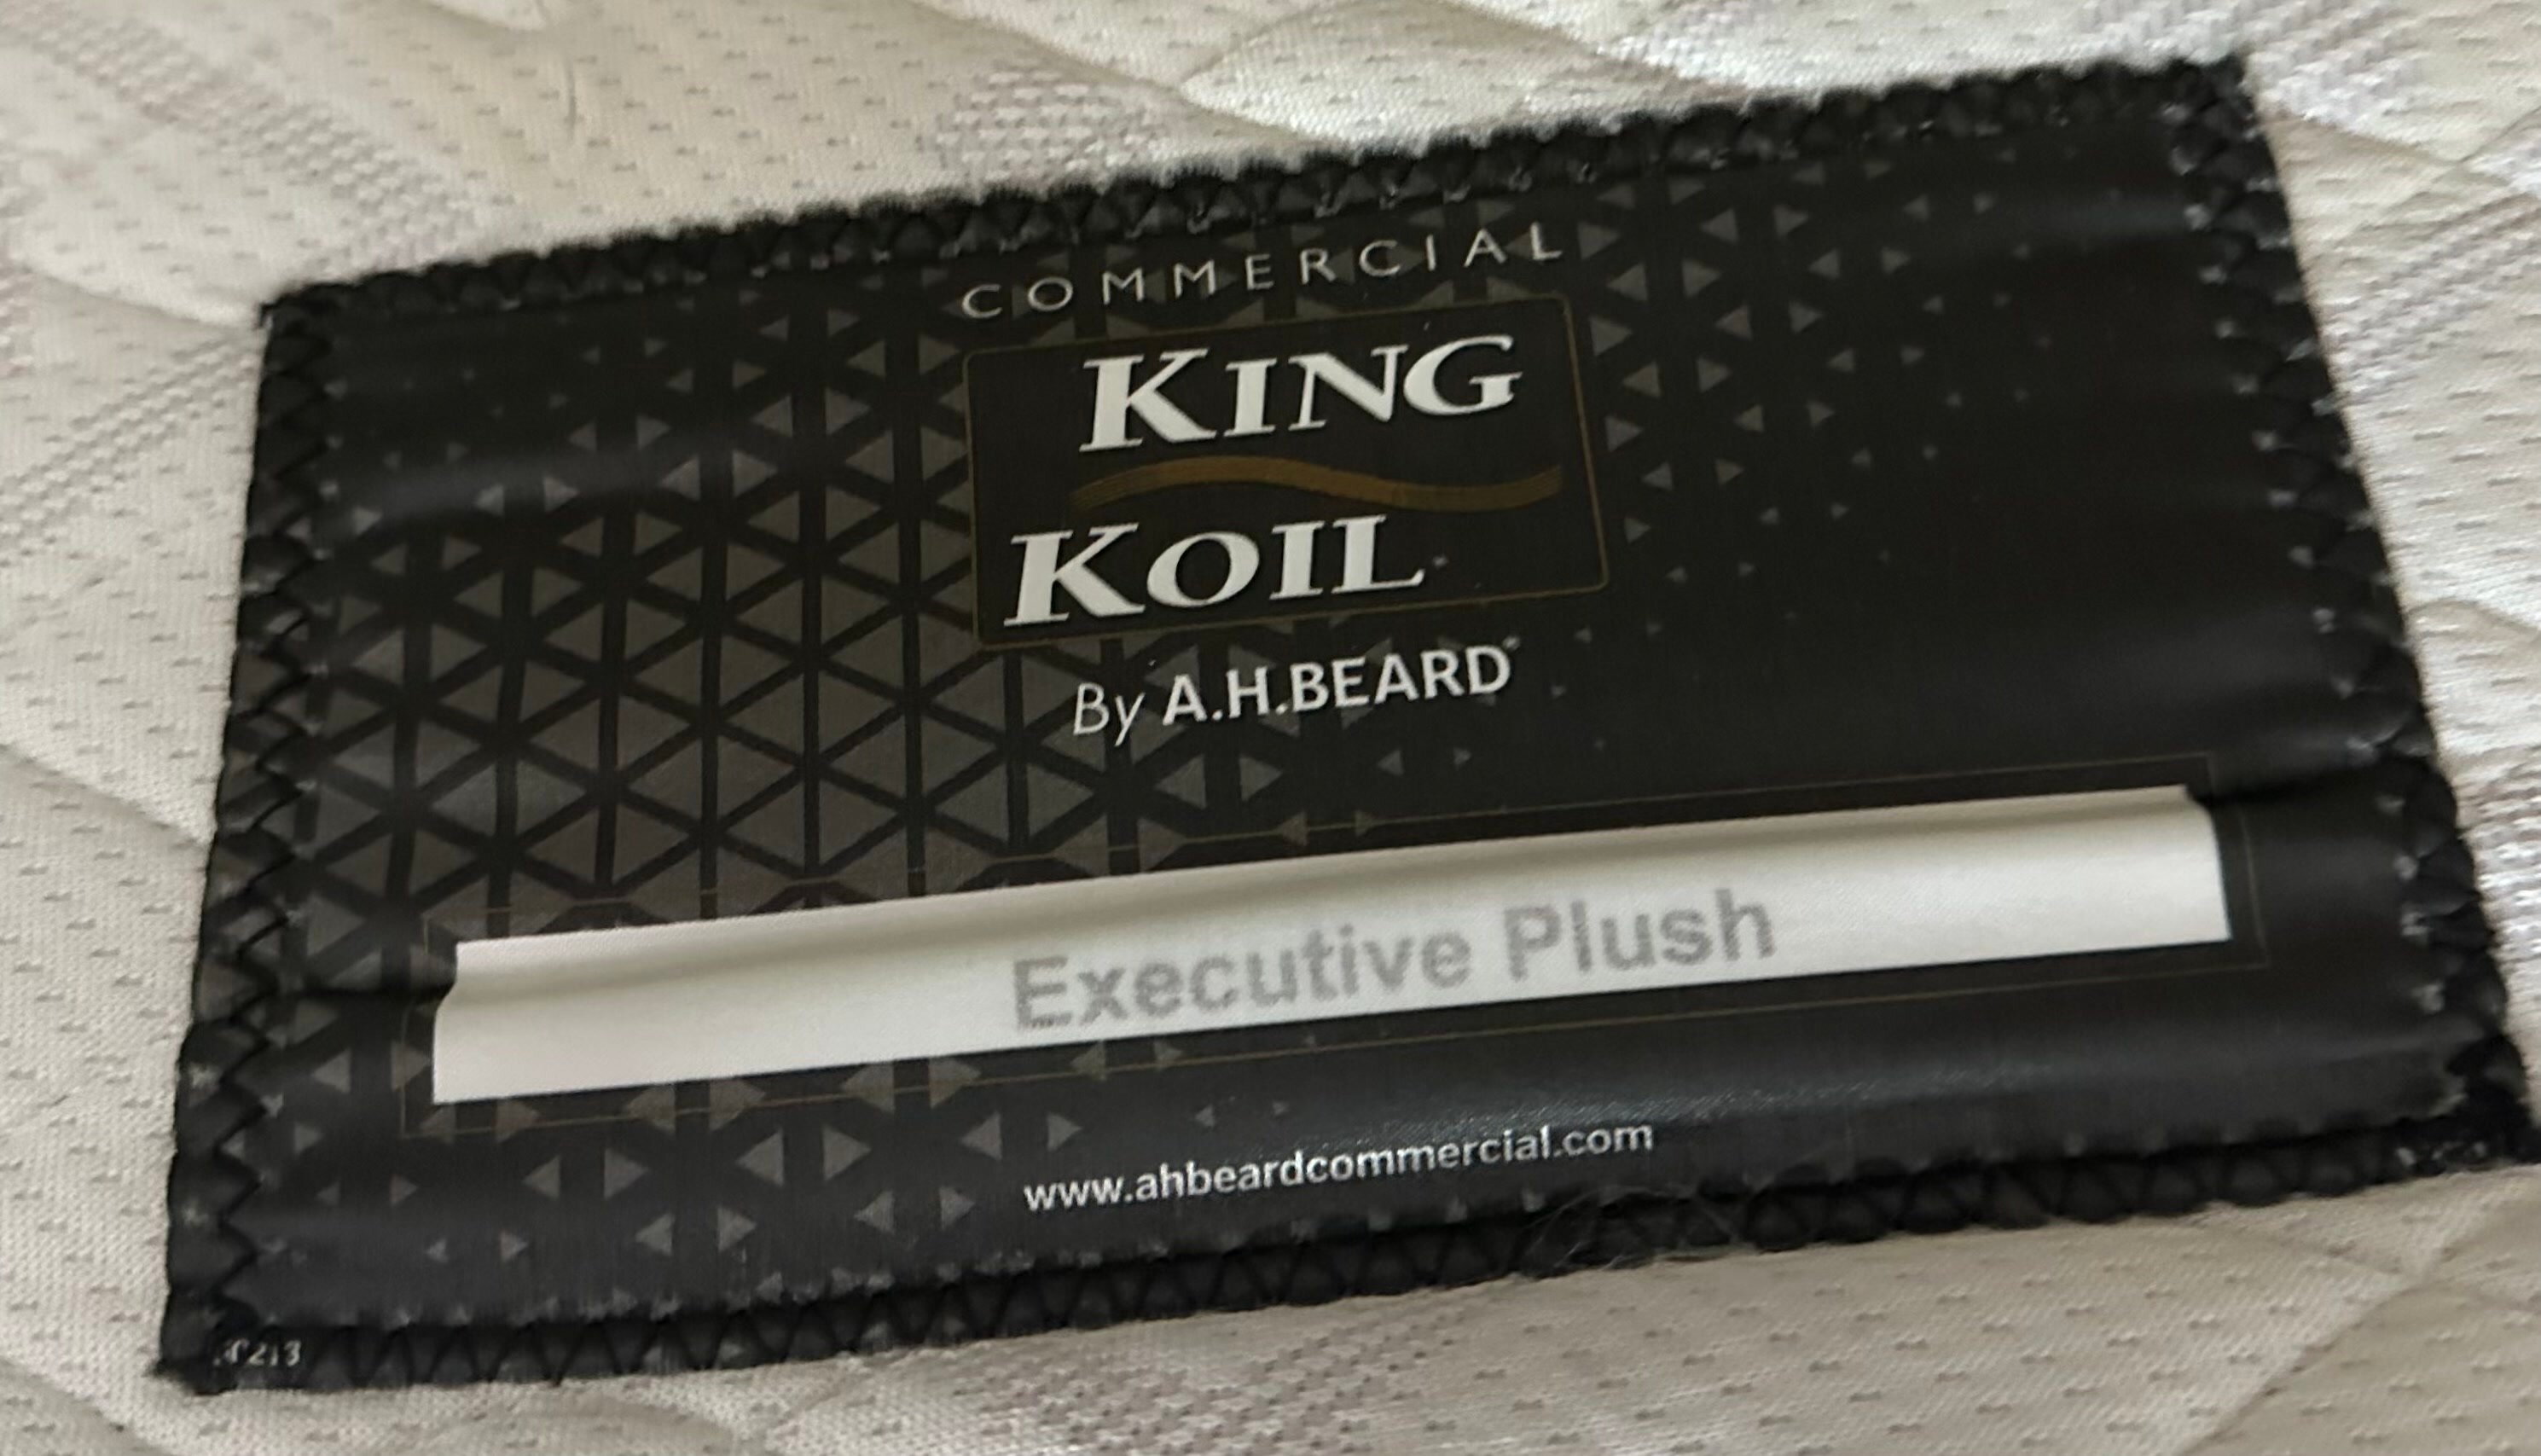 COMMERCIAL
KING
KOIL
By A.H.BEARD
Executive Plush
www.ahbeardcommercial.com